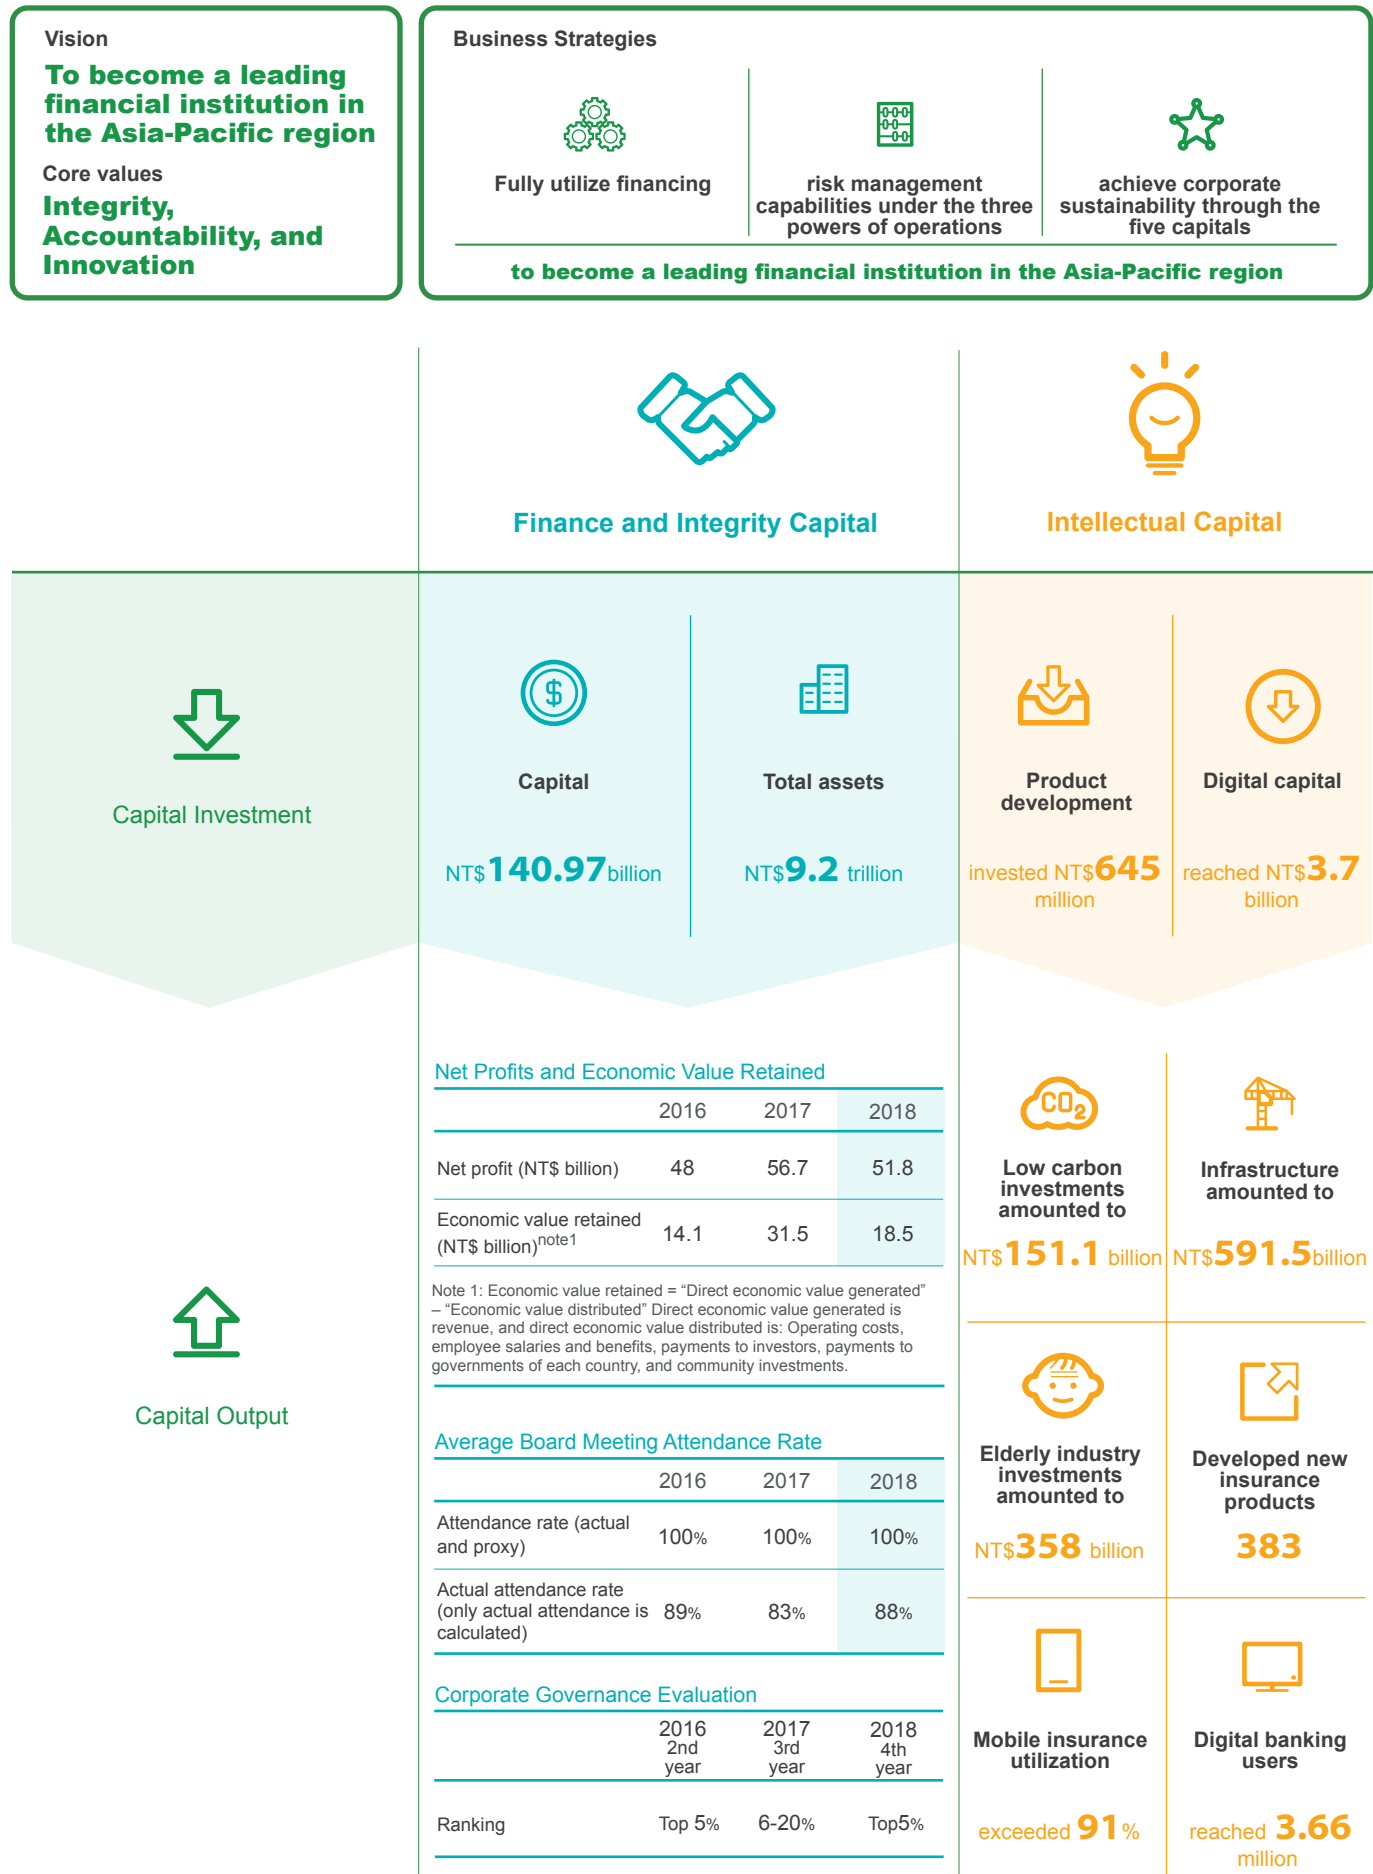 Vision
To become a leading
financial institution in
the Asia-Pacific region
Core values
Integrity,
Accountability, and
Innovation
Business Strategies
Fully utilize financing
risk management
capabilities under the three
powers of operations
achieve corporate
sustainability through the
five capitals
to become a leading financial institution in the Asia-Pacific region
Finance and Integrity Capital
Intellectual Capital
Capital Investment
Capital
NT$140.97billion
Total assets
NT$9.2 trillion
Product
development
invested NT$645
million
Digital capital
reached NT$3.7
billion
Capital Output
Net Profits and Economic Value Retained
2016 2017 2018
Net profit (NT$ billion) 48 56.7 51.8
Economic value retained
(NT$ billion)note1 14.1 31.5 18.5
Note 1: Economic value retained = “Direct economic value generated”
– “Economic value distributed” Direct economic value generated is
revenue, and direct economic value distributed is: Operating costs,
employee salaries and benefits, payments to investors, payments to
governments of each country, and community investments.
Average Board Meeting Attendance Rate
2016 2017 2018
Attendance rate (actual
and proxy) 100% 100% 100%
Actual attendance rate
(only actual attendance is
calculated) 89% 83% 88%
Corporate Governance Evaluation
2016 2017 2018
2nd 3rd 4th
year year year
Ranking Top 5% 6-20% Top5%
CO2
Low carbon
investments
amounted to
NT$151.1 billion
Infrastructure
amounted to
NT$591.5billion
Elderly industry
investments
amounted to
NT$358 billion
Developed new
insurance
products
383
Mobile insurance
utilization
exceeded 91%
Digital banking
users
reached 3.66
million